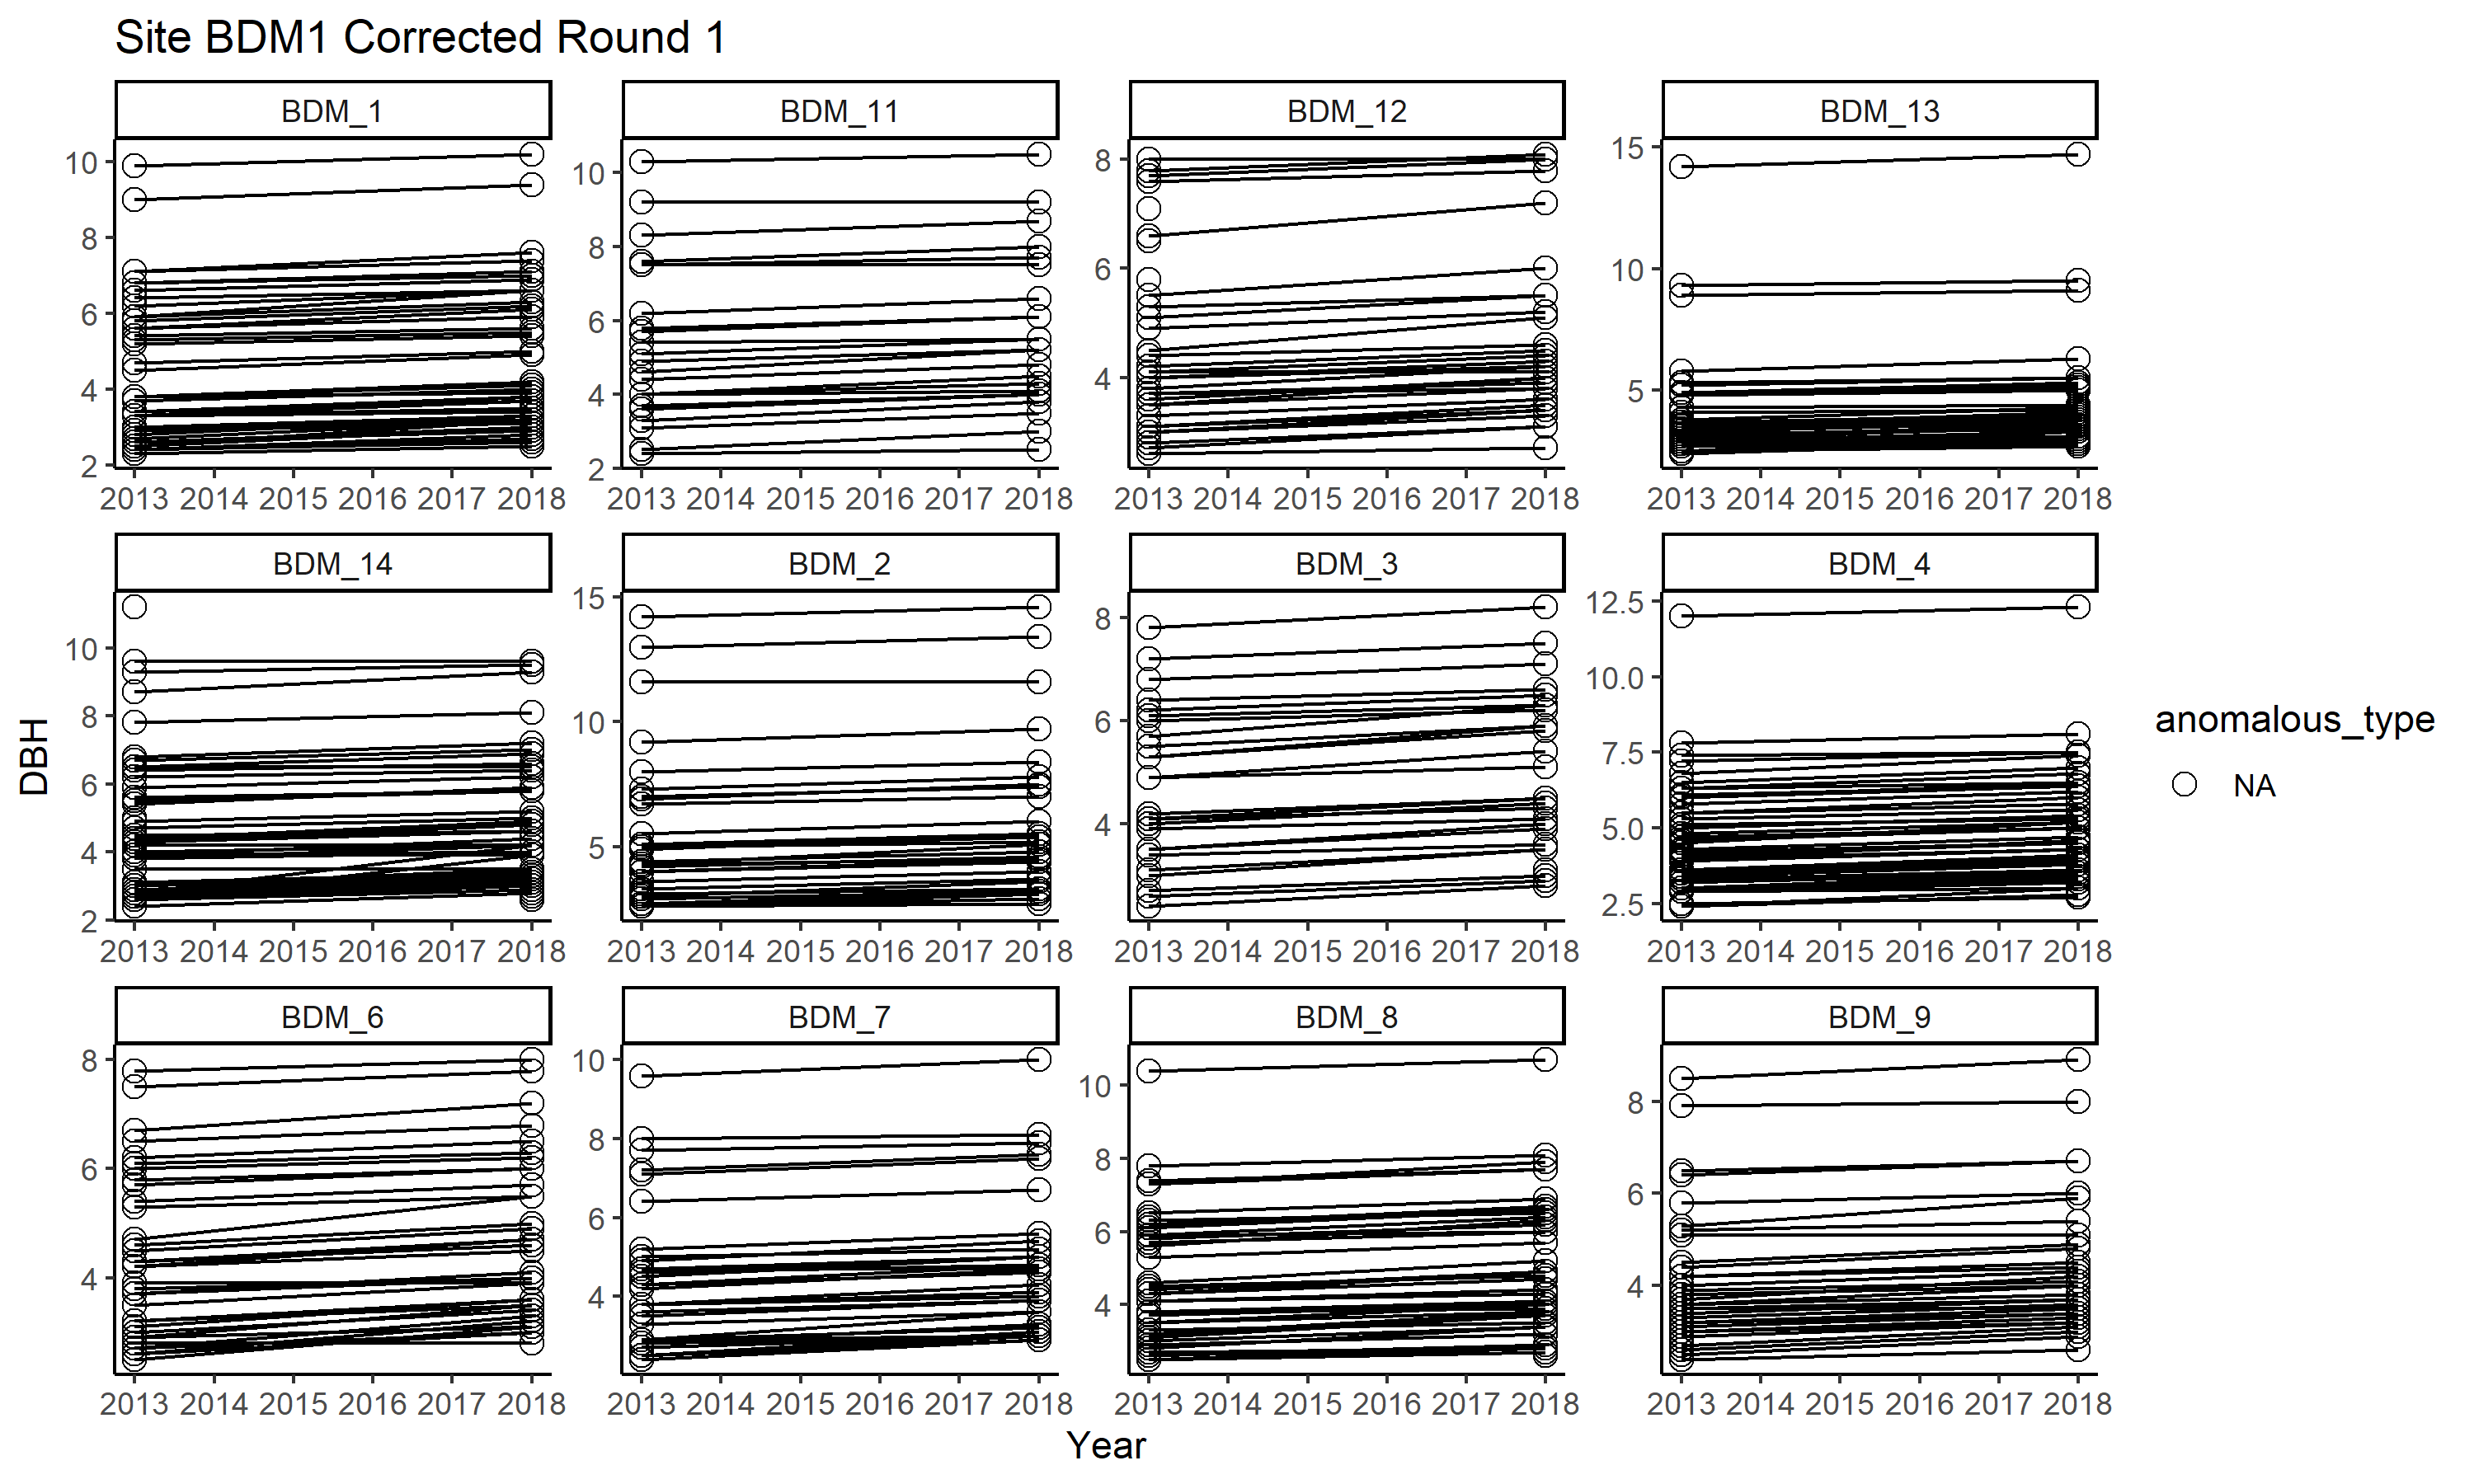 Site BDM1 Corrected Round 1
BDM_1 BDM_11 BDM_12 BDM_13
10
8
6
4
2
10
8
6
4
2
8
6
4
15
10
5
2013 2014 2015 2016 2017 2018
2013 2014 2015 2016 2017 2018
2013 2014 2015 2016 2017 2018
2013 2014 2015 2016 2017 2018
BDM_14 BDM_2 BDM_3 BDM_4
10
8
6
4
2
15
10
5
8
6
4
12.5
10.0
7.5
5.0
2.5
2013 2014 2015 2016 2017 2018
2013 2014 2015 2016 2017 2018
2013 2014 2015 2016 2017 2018
2013 2014 2015 2016 2017 2018
BDM_6 BDM_7 BDM_8 BDM_9
8
6
4
10
8
6
4
10
8
6
4
8
6
4
2013 2014 2015 2016 2017 2018
2013 2014 2015 2016 2017 2018
2013 2014 2015 2016 2017 2018
2013 2014 2015 2016 2017 2018
DBH
Year
anomalous_type
NA